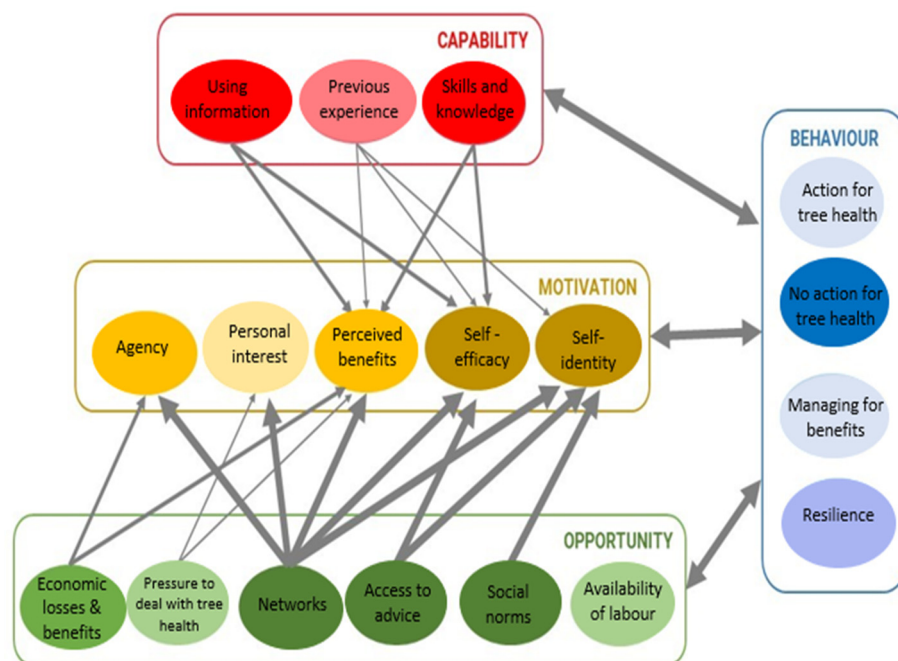 CAPABILITY
Using
information
Previous
experience
Skills and
knowledge
BEHAVIOUR
Action for
tree health
No action for
tree health
Managing for
benefits
Resilience
MOTIVATION
Agency
Personal
interest
Perceived
benefits
Self -
efficacy
Self-
identity
OPPORTUNITY
Economic
losses &
benefits
Pressure to
deal with tree
health
Networks
Access to
advice
Social
norms
Availability
of labour